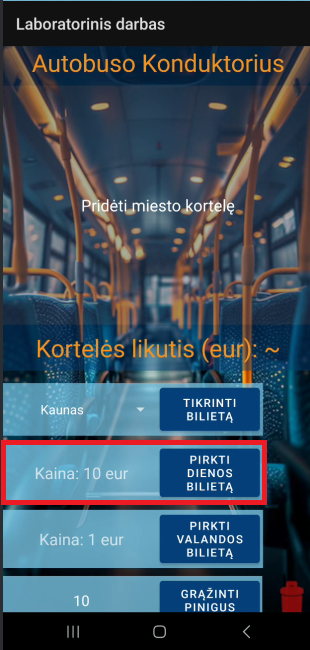 Laboratorinis darbas
Autobuso Konduktorius
Pridėti miesto kortelę
Kortelės likutis (eur): ~
Kaunas
TIKRINTI
BILIETĄ
Kaina: 10 eur
PIRKTI
DIENOS
BILIETĄ
Kaina: 1 eur
PIRKTI
VALANDOS
BILIETĄ
10
GRĄŽINTI
PINIGUS